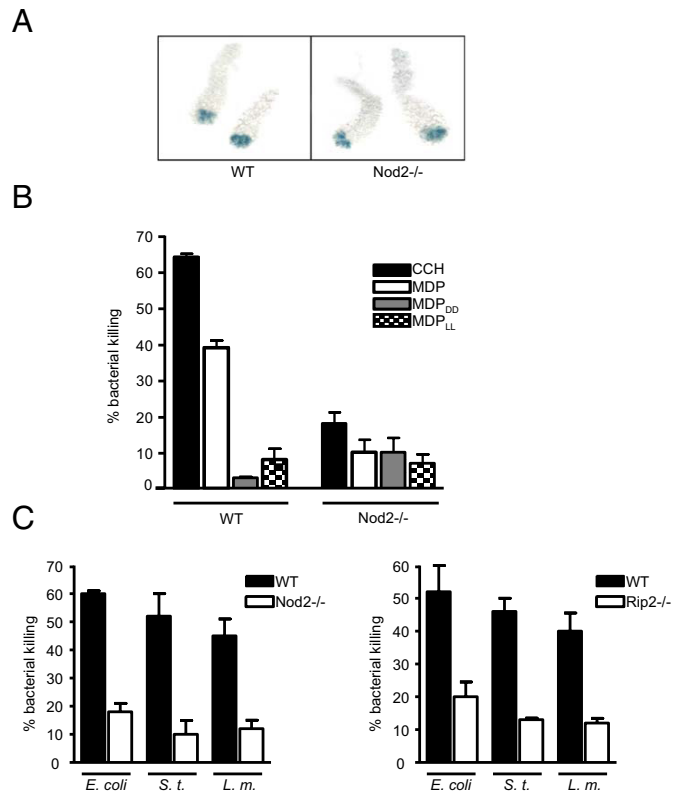 A
WT Nod2-/-
B
70
60
50
40
30
20
10
0
% bacterial killing
CCH
MDP
MDPDD
MDPLL
WT Nod2-/-
C
70
60
50
40
30
20
10
0
% bacterial killing
WT
Nod2-/-
E. coli S. t. L. m.
60
50
40
30
20
10
0
% bacterial killing
WT
Rip2-/-
E. coli S. t. L. m.